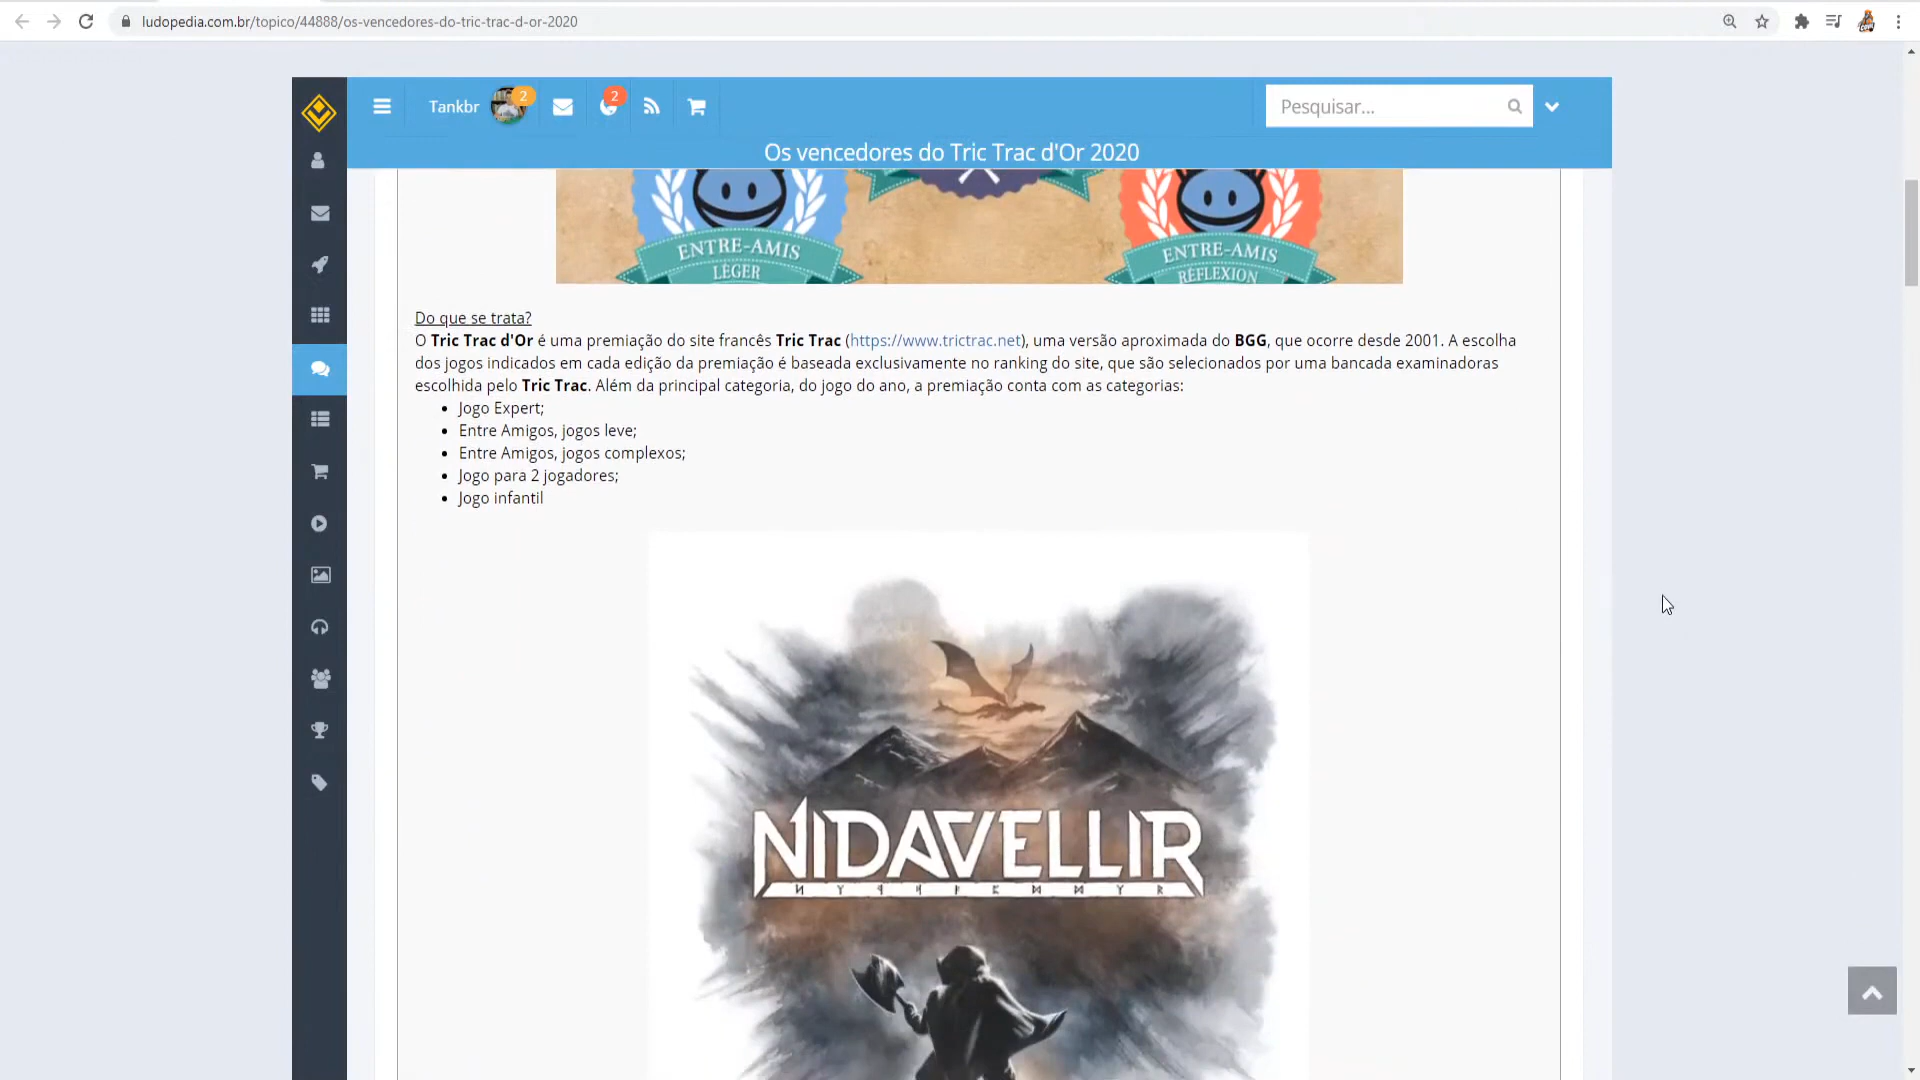 ludopedia.com.br/topico/44888/os-vencedores-do-tric-trac-d-or-2020
Tankbr
2
2
Pesquisar...
Os vencedores do Tric Trac d'Or 2020
ENTRE-AMIS
LÉGER
ENTRE-AMIS
RÉFLEXION
Do que se trata?
O Tric Trac d'Or é uma premiação do site francês Tric Trac (https://www.trictrac.net), uma versão aproximada do BGG, que ocorre desde 2001. A escolha
dos jogos indicados em cada edição da premiação é baseada exclusivamente no ranking do site, que são selecionados por uma bancada examinadoras
escolhida pelo Tric Trac. Além da principal categoria, do jogo do ano, a premiação conta com as categorias:
• Jogo Expert;
• Entre Amigos, jogos leve;
• Entre Amigos, jogos complexos;
• Jogo para 2 jogadores;
• Jogo infantil
NIDAVELLIR